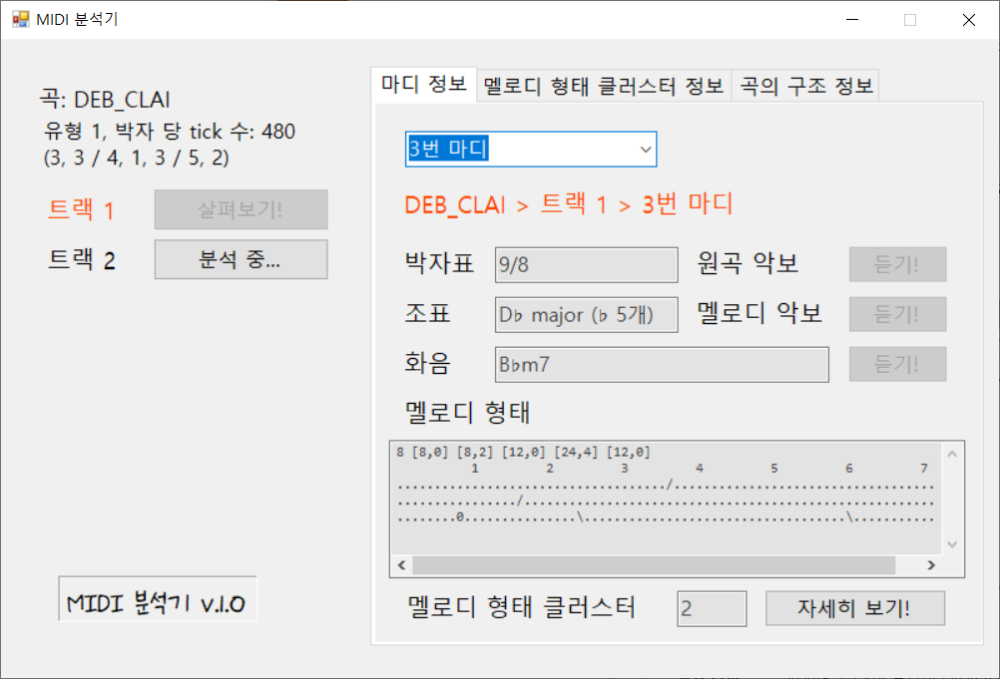 MIDI 분석기
곡: DEB_CLAI
유형 1, 박자 당 tick 수: 480
(3, 3 / 4, 1, 3 / 5, 2)
트랙 1 살펴보기!
트랙 2 분석 중...
MIDI 분석기 v.1.0
마디 정보 멜로디 형태 클러스터 정보 곡의 구조 정보
3번 마디
DEB_CLAI > 트랙 1 > 3번 마디
박자표 9/8 원곡 악보 듣기!
조표 D♭ major (♭ 5개) 멜로디 악보 듣기!
화음 B♭m7 듣기!
멜로디 형태
8 [8,0] [8,2] [12,0] [24,4] [12,0]
1 2 3 4 5 6 7
..................................../...................................
................/.......................................................
........0...............\...................................\...........
멜로디 형태 클러스터 2 자세히 보기!